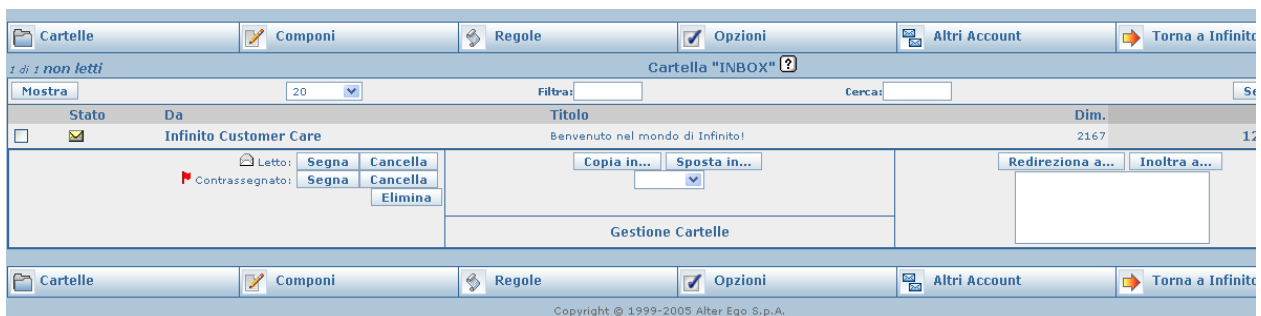 Cartelle Componi Regole Opzioni Altri Account Torna a Infinito
1 di 1 non letti Cartella "INBOX" ?
Mostra 20 Filtra: Cerca: Se
Stato Da Titolo Dim.
Infinito Customer Care Benvenuto nel mondo di Infinito! 2167 12
Letto: Segna Cancella Copia in... Sposta in... Redireziona a... Inoltra a...
Contrassegnato: Segna Cancella
Elimina
Gestione Cartelle
Cartelle Componi Regole Opzioni Altri Account Torna a Infinito
Copyright © 1999-2005 Alter Ego S.p.A.